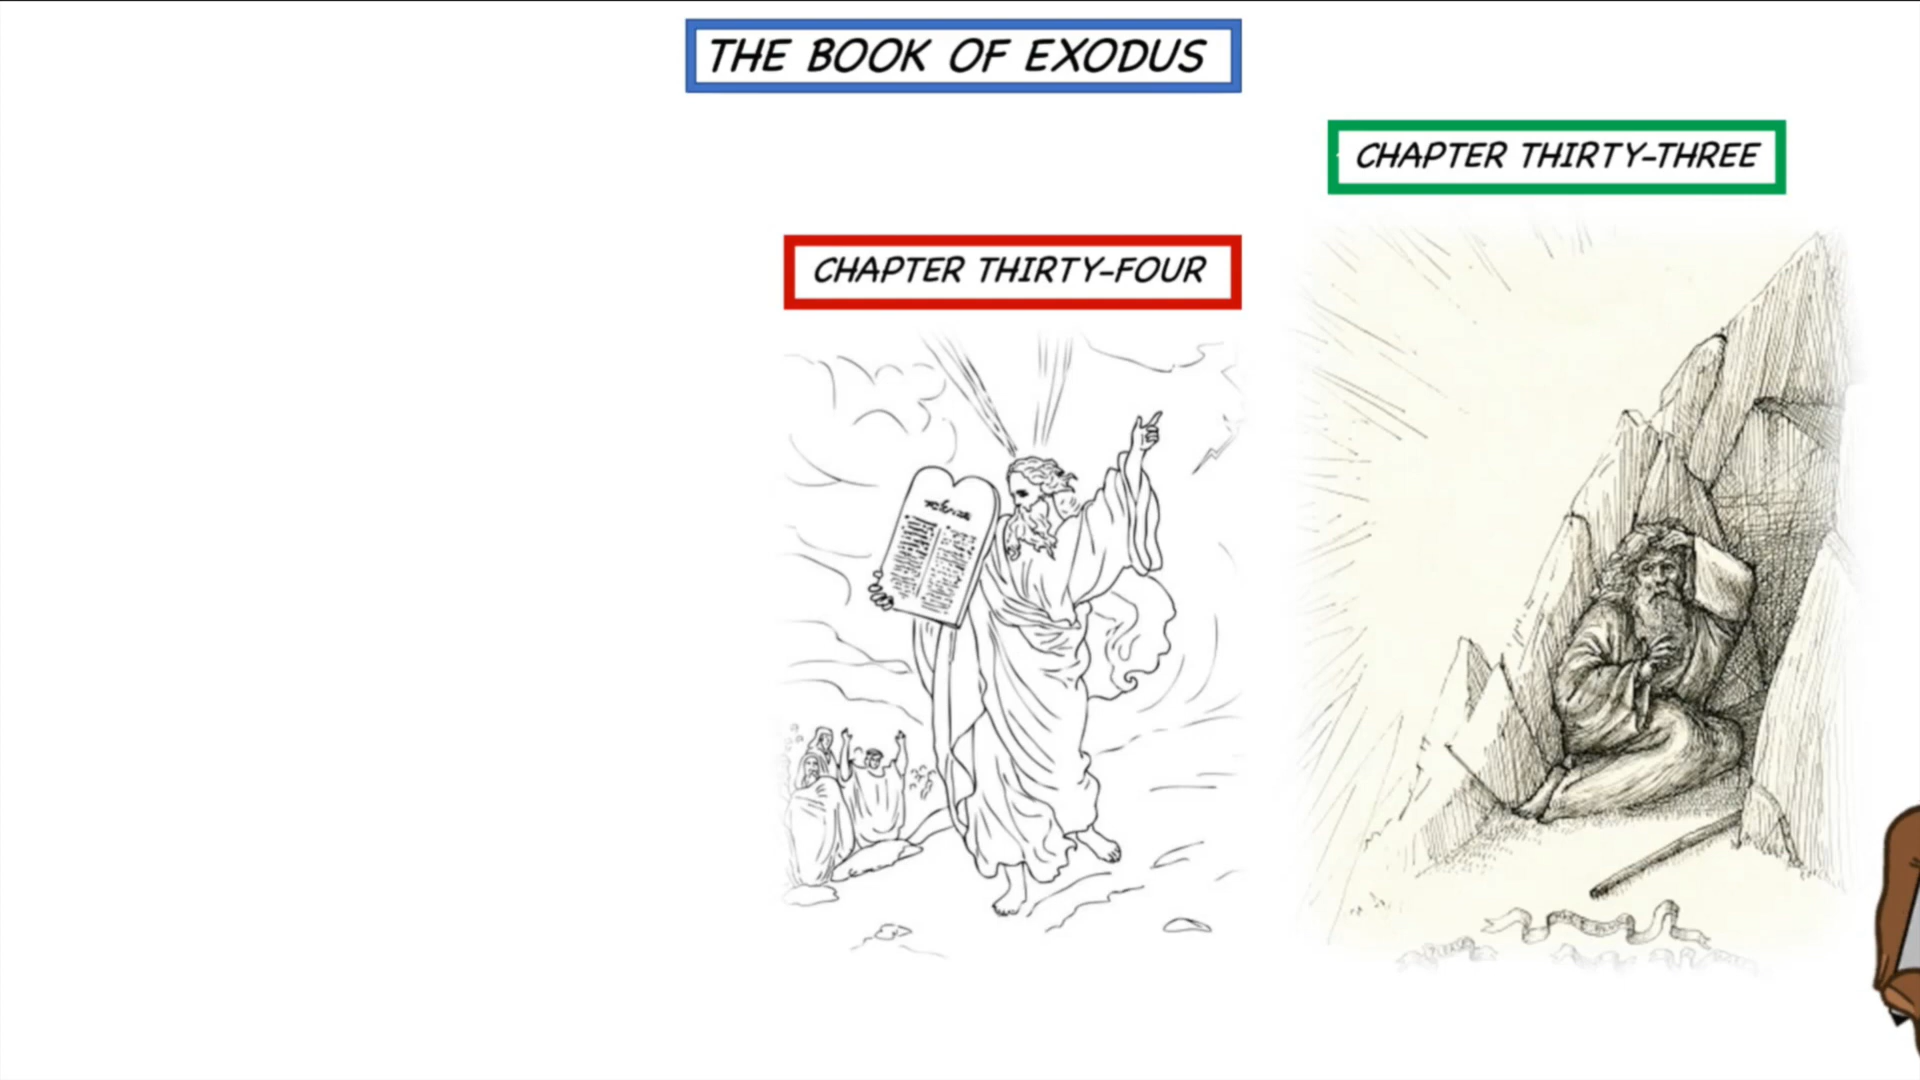 THE BOOK OF EXODUS
CHAPTER THIRTY-THREE
CHAPTER THIRTY-FOUR